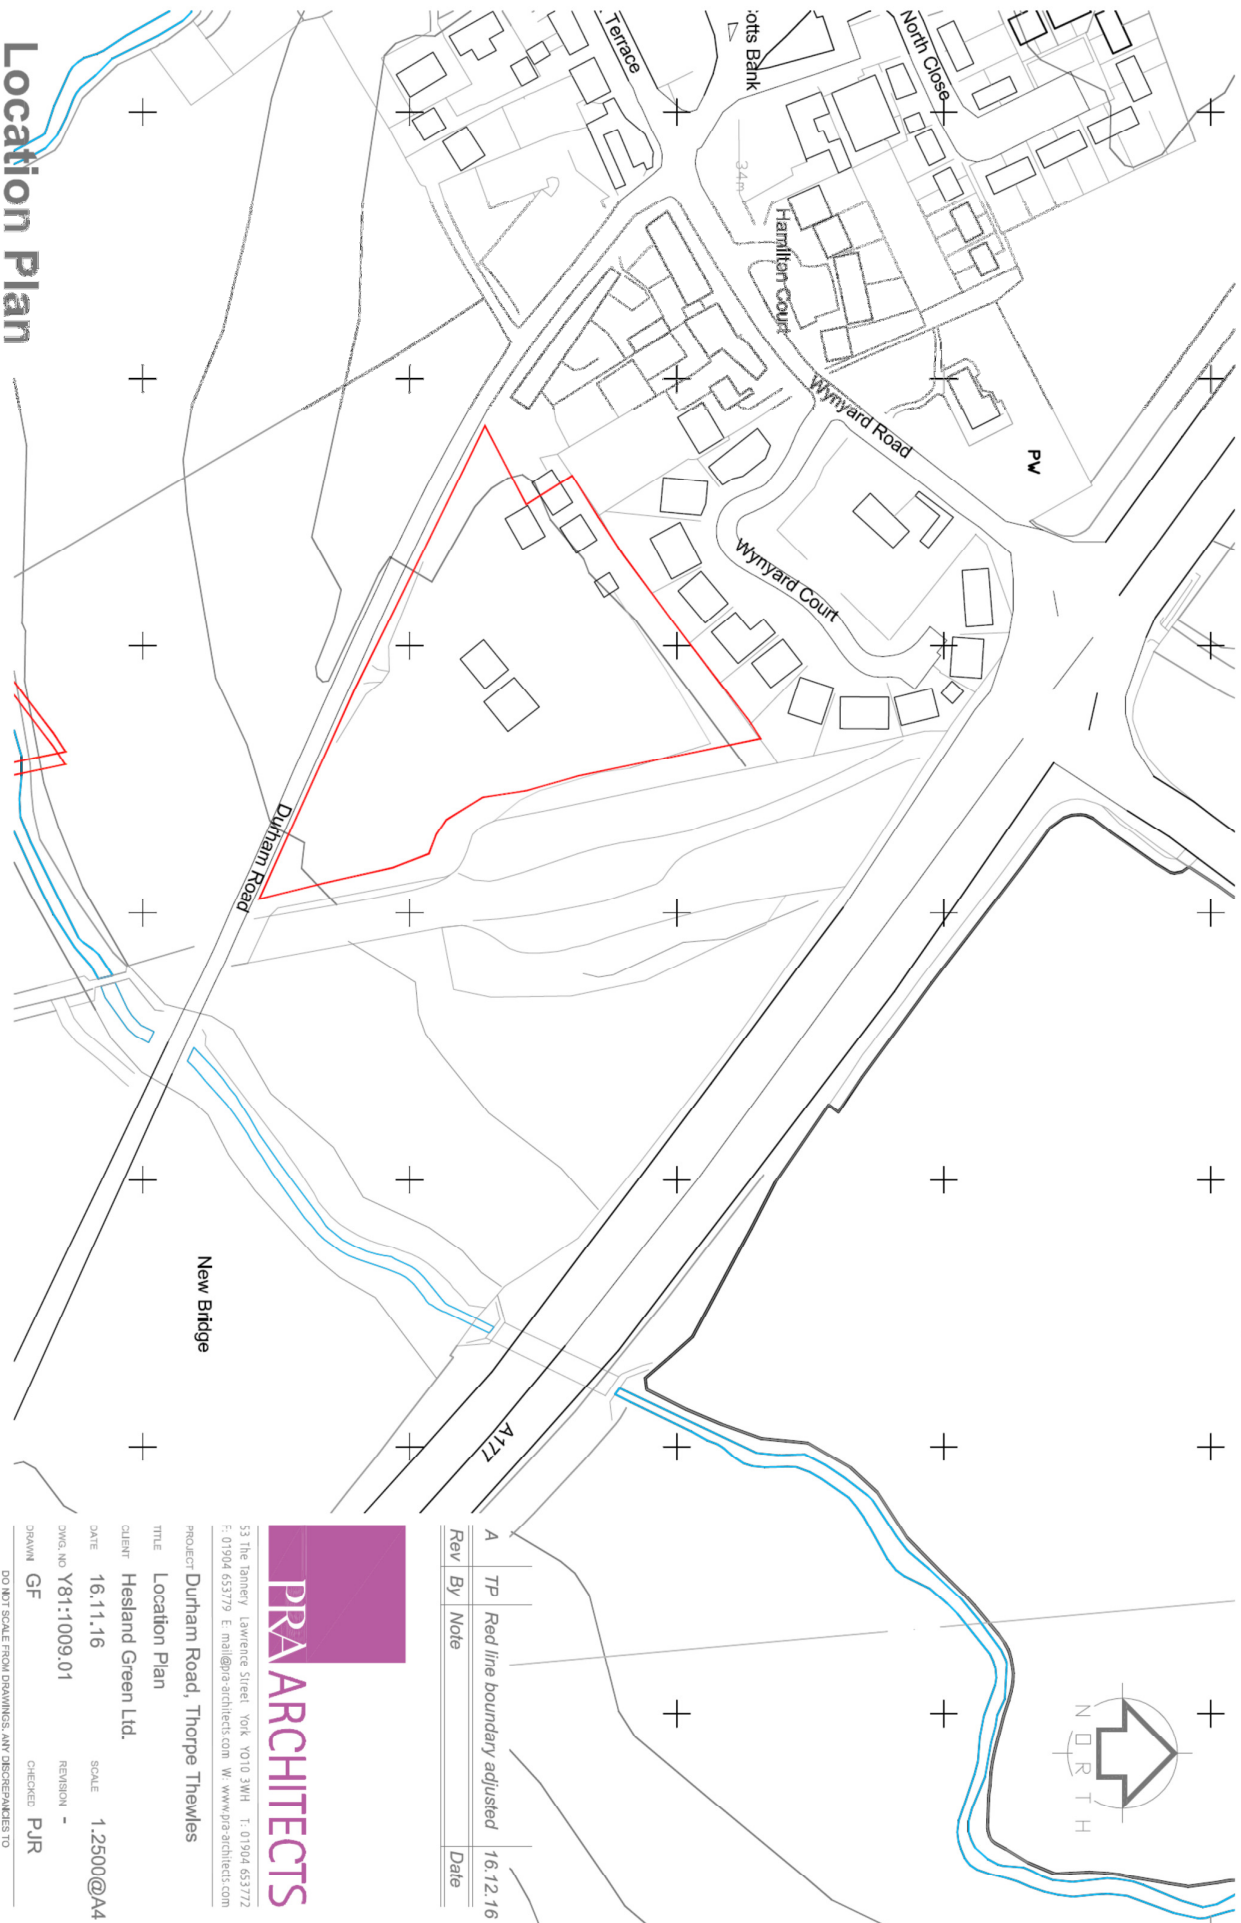 Location Plan
Terrace
otts Bank
North Close
34m
Hamilton Court
Wynyard Road
PW
Wynyard Court
Durham Road
New Bridge
A177
NORTH
A TP Red line boundary adjusted 16.12.16
Rev By Note Date
PRA ARCHITECTS
53 The Tannery Lawrence Street York YO10 3WH T: 01904 653772
F: 01904 653779 E: mail@pra-architects.com W: www.pra-architects.com
PROJECT Durham Road, Thorpe Thewles
TITLE Location Plan
CLIENT Hesland Green Ltd.
DATE 16.11.16 SCALE 1.2500@A4
DWG. NO Y81:1009.01 REVISION -
DRAWN GF CHECKED PJR
DO NOT SCALE FROM DRAWINGS. ANY DISCREPANCIES TO